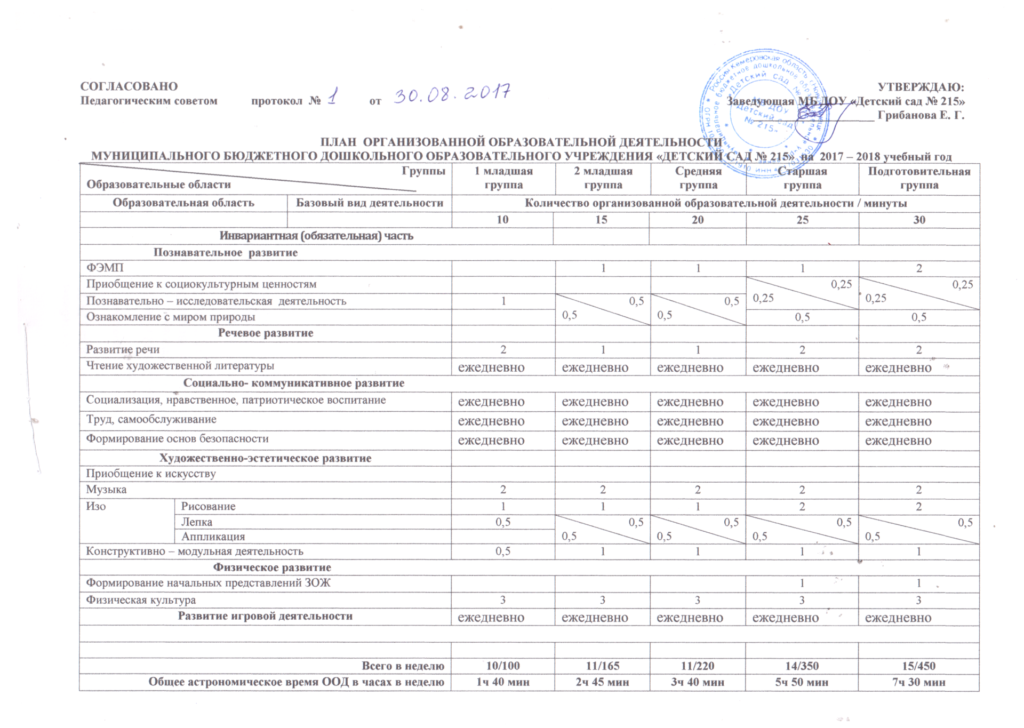 СОГЛАСОВАНО
Педагогическим советом протокол № 1 от 30.08.2017
УТВЕРЖДАЮ:
Заведующая МБДОУ «Детский сад № 215»
Грибанова Е. Г.
ПЛАН ОРГАНИЗОВАННОЙ ОБРАЗОВАТЕЛЬНОЙ ДЕЯТЕЛЬНОСТИ
МУНИЦИПАЛЬНОГО БЮДЖЕТНОГО ДОШКОЛЬНОГО ОБРАЗОВАТЕЛЬНОГО УЧРЕЖДЕНИЯ «ДЕТСКИЙ САД № 215» на 2017 – 2018 учебный год
Группы
Образовательные области
1 младшая группа 2 младшая группа Средняя группа Старшая группа Подготовительная группа
Образовательная область Базовый вид деятельности Количество организованной образовательной деятельности / минуты
10 15 20 25 30
Инвариантная (обязательная) часть
Познавательное развитие
ФЭМП 1 1 1 2
Приобщение к социокультурным ценностям 0,25 0,25
Познавательно – исследовательская деятельность 1 0,5 0,5 0,25 0,25
Ознакомление с миром природы 0,5 0,5 0,5 0,5
Речевое развитие
Развитие речи 2 1 1 2 2
Чтение художественной литературы ежедневно ежедневно ежедневно ежедневно ежедневно
Социально- коммуникативное развитие
Социализация, нравственное, патриотическое воспитание ежедневно ежедневно ежедневно ежедневно ежедневно
Труд, самообслуживание ежедневно ежедневно ежедневно ежедневно ежедневно
Формирование основ безопасности ежедневно ежедневно ежедневно ежедневно ежедневно
Художественно-эстетическое развитие
Приобщение к искусству
Музыка 2 2 2 2 2
Изо Рисование 1 1 1 2 2
Лепка 0,5 0,5 0,5 0,5 0,5
Аппликация 0,5 0,5 0,5 0,5
Конструктивно – модульная деятельность 0,5 1 1 1 1
Физическое развитие
Формирование начальных представлений ЗОЖ 1 1
Физическая культура 3 3 3 3 3
Развитие игровой деятельности ежедневно ежедневно ежедневно ежедневно ежедневно
Всего в неделю 10/100 11/165 11/220 14/350 15/450
Общее астрономическое время ООД в часах в неделю 1ч 40 мин 2ч 45 мин 3ч 40 мин 5ч 50 мин 7ч 30 мин